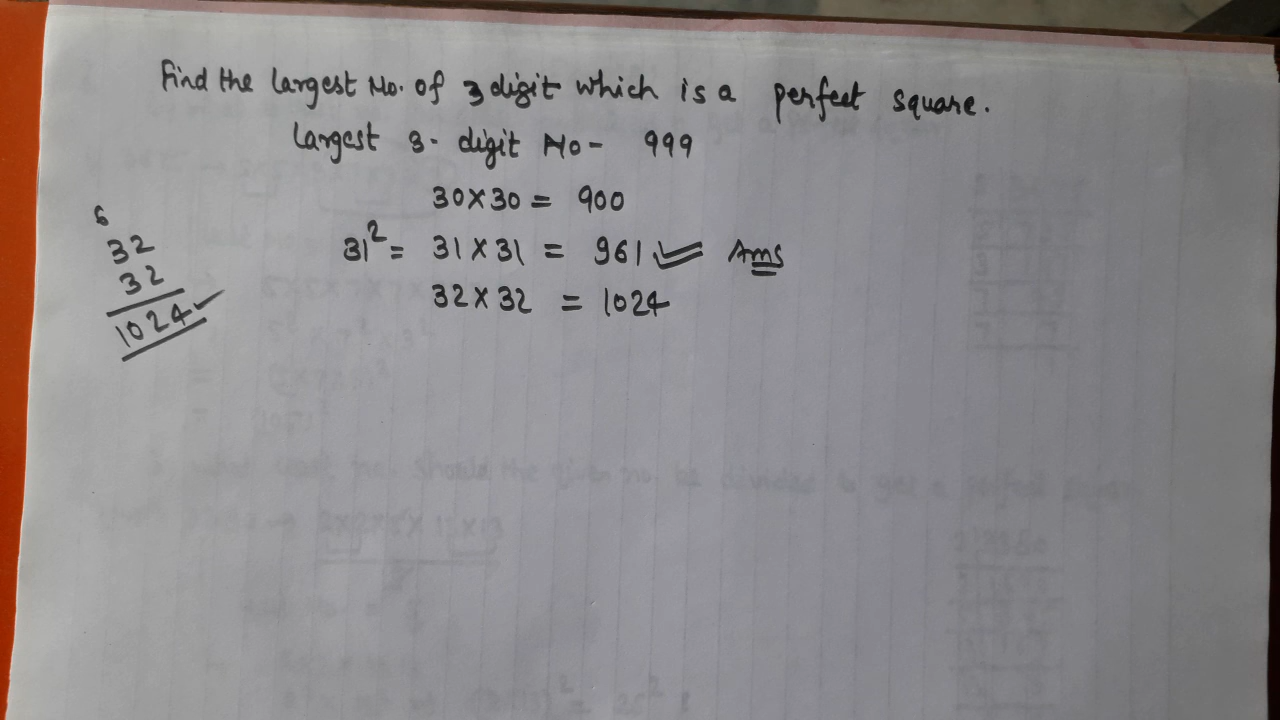 Find the largest No. of 3 digit which is a perfect square.
Largest 3- digit No- 999
30×30 = 900
31² = 31×31 = 961 Ans
32×32 = 1024
6
32
32
1024